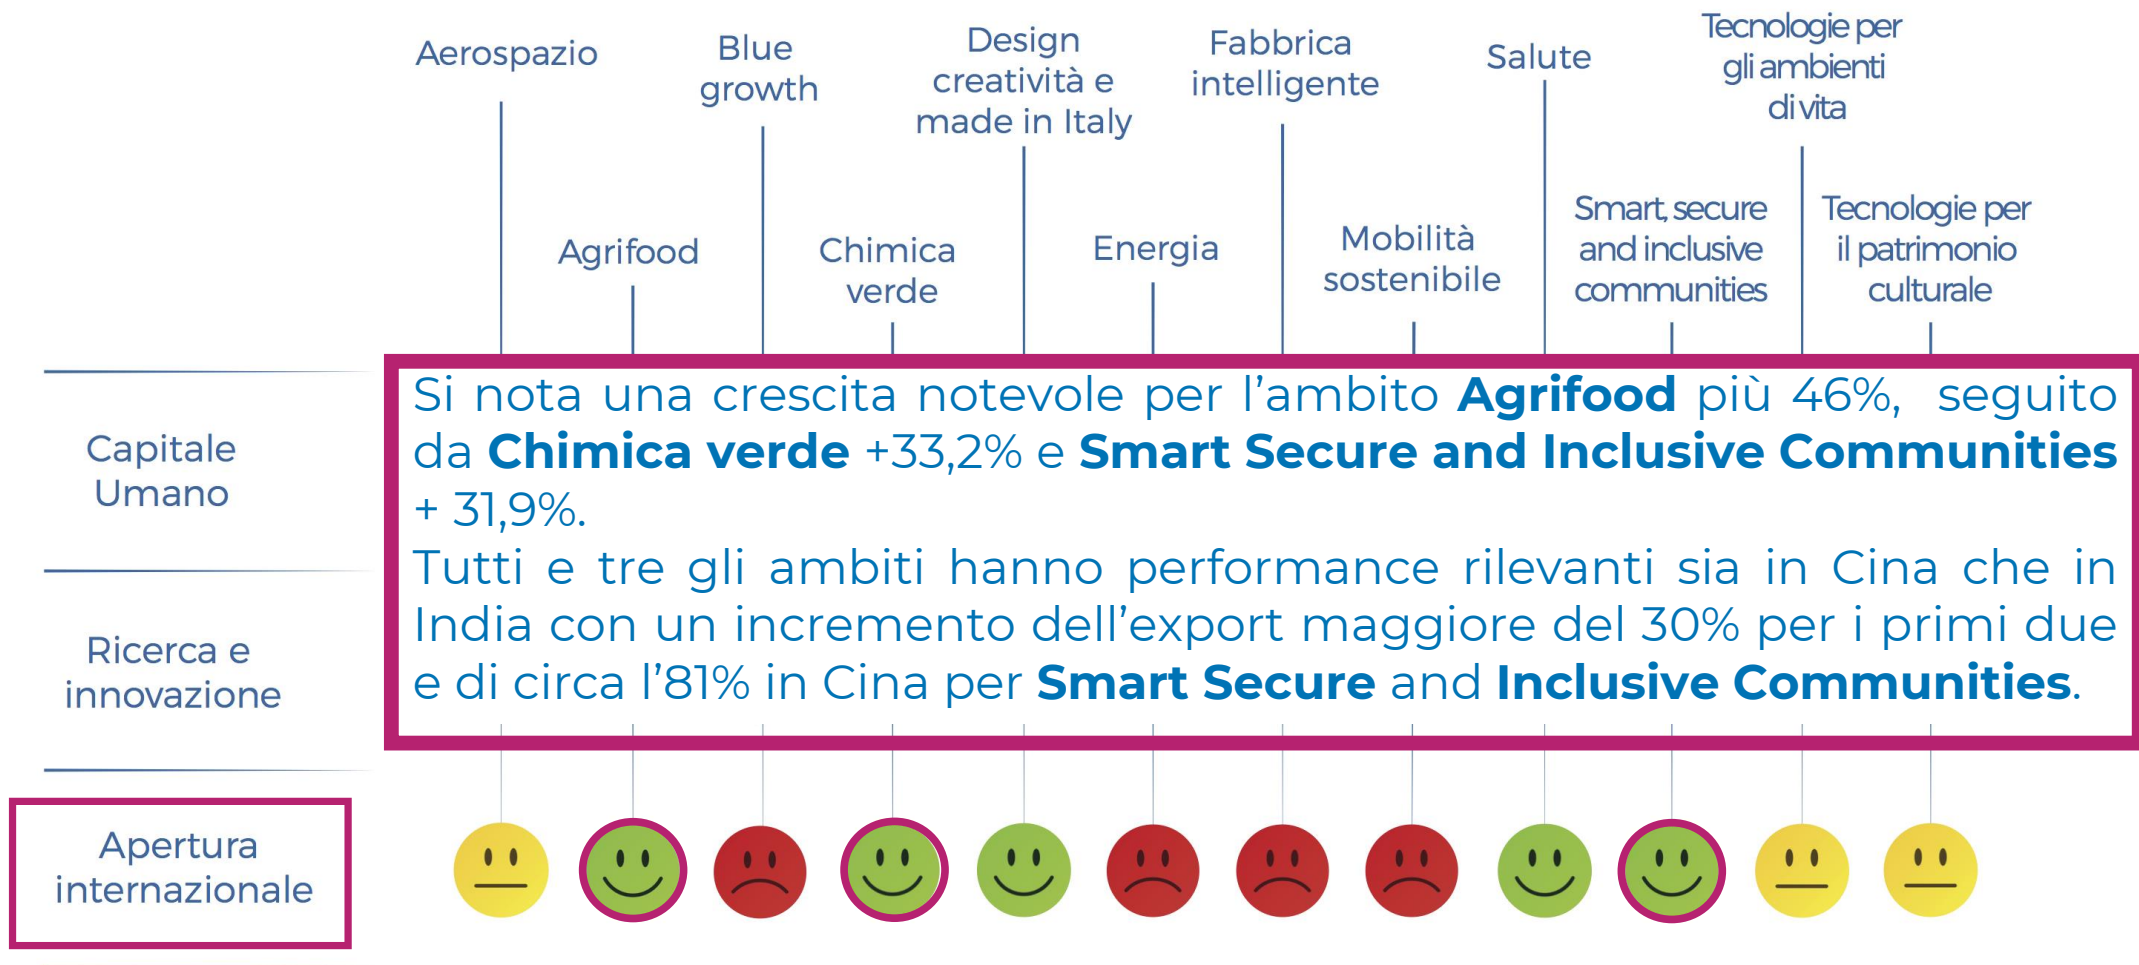 Aerospazio
Blue
growth
Design
creatività e
made in Italy
Fabbrica
intelligente
Salute
Tecnologie per
gli ambienti
di vita
Agrifood
Chimica
verde
Energia
Mobilità
sostenibile
Smart, secure
and inclusive
communities
Tecnologie per
il patrimonio
culturale
Capitale
Umano
Ricerca e
innovazione
Apertura
internazionale
Si nota una crescita notevole per l'ambito Agrifood più 46%, seguito
da Chimica verde +33,2% e Smart Secure and Inclusive Communities
+ 31,9%.
Tutti e tre gli ambiti hanno performance rilevanti sia in Cina che in
India con un incremento dell'export maggiore del 30% per i primi due
e di circa l'81% in Cina per Smart Secure and Inclusive Communities.